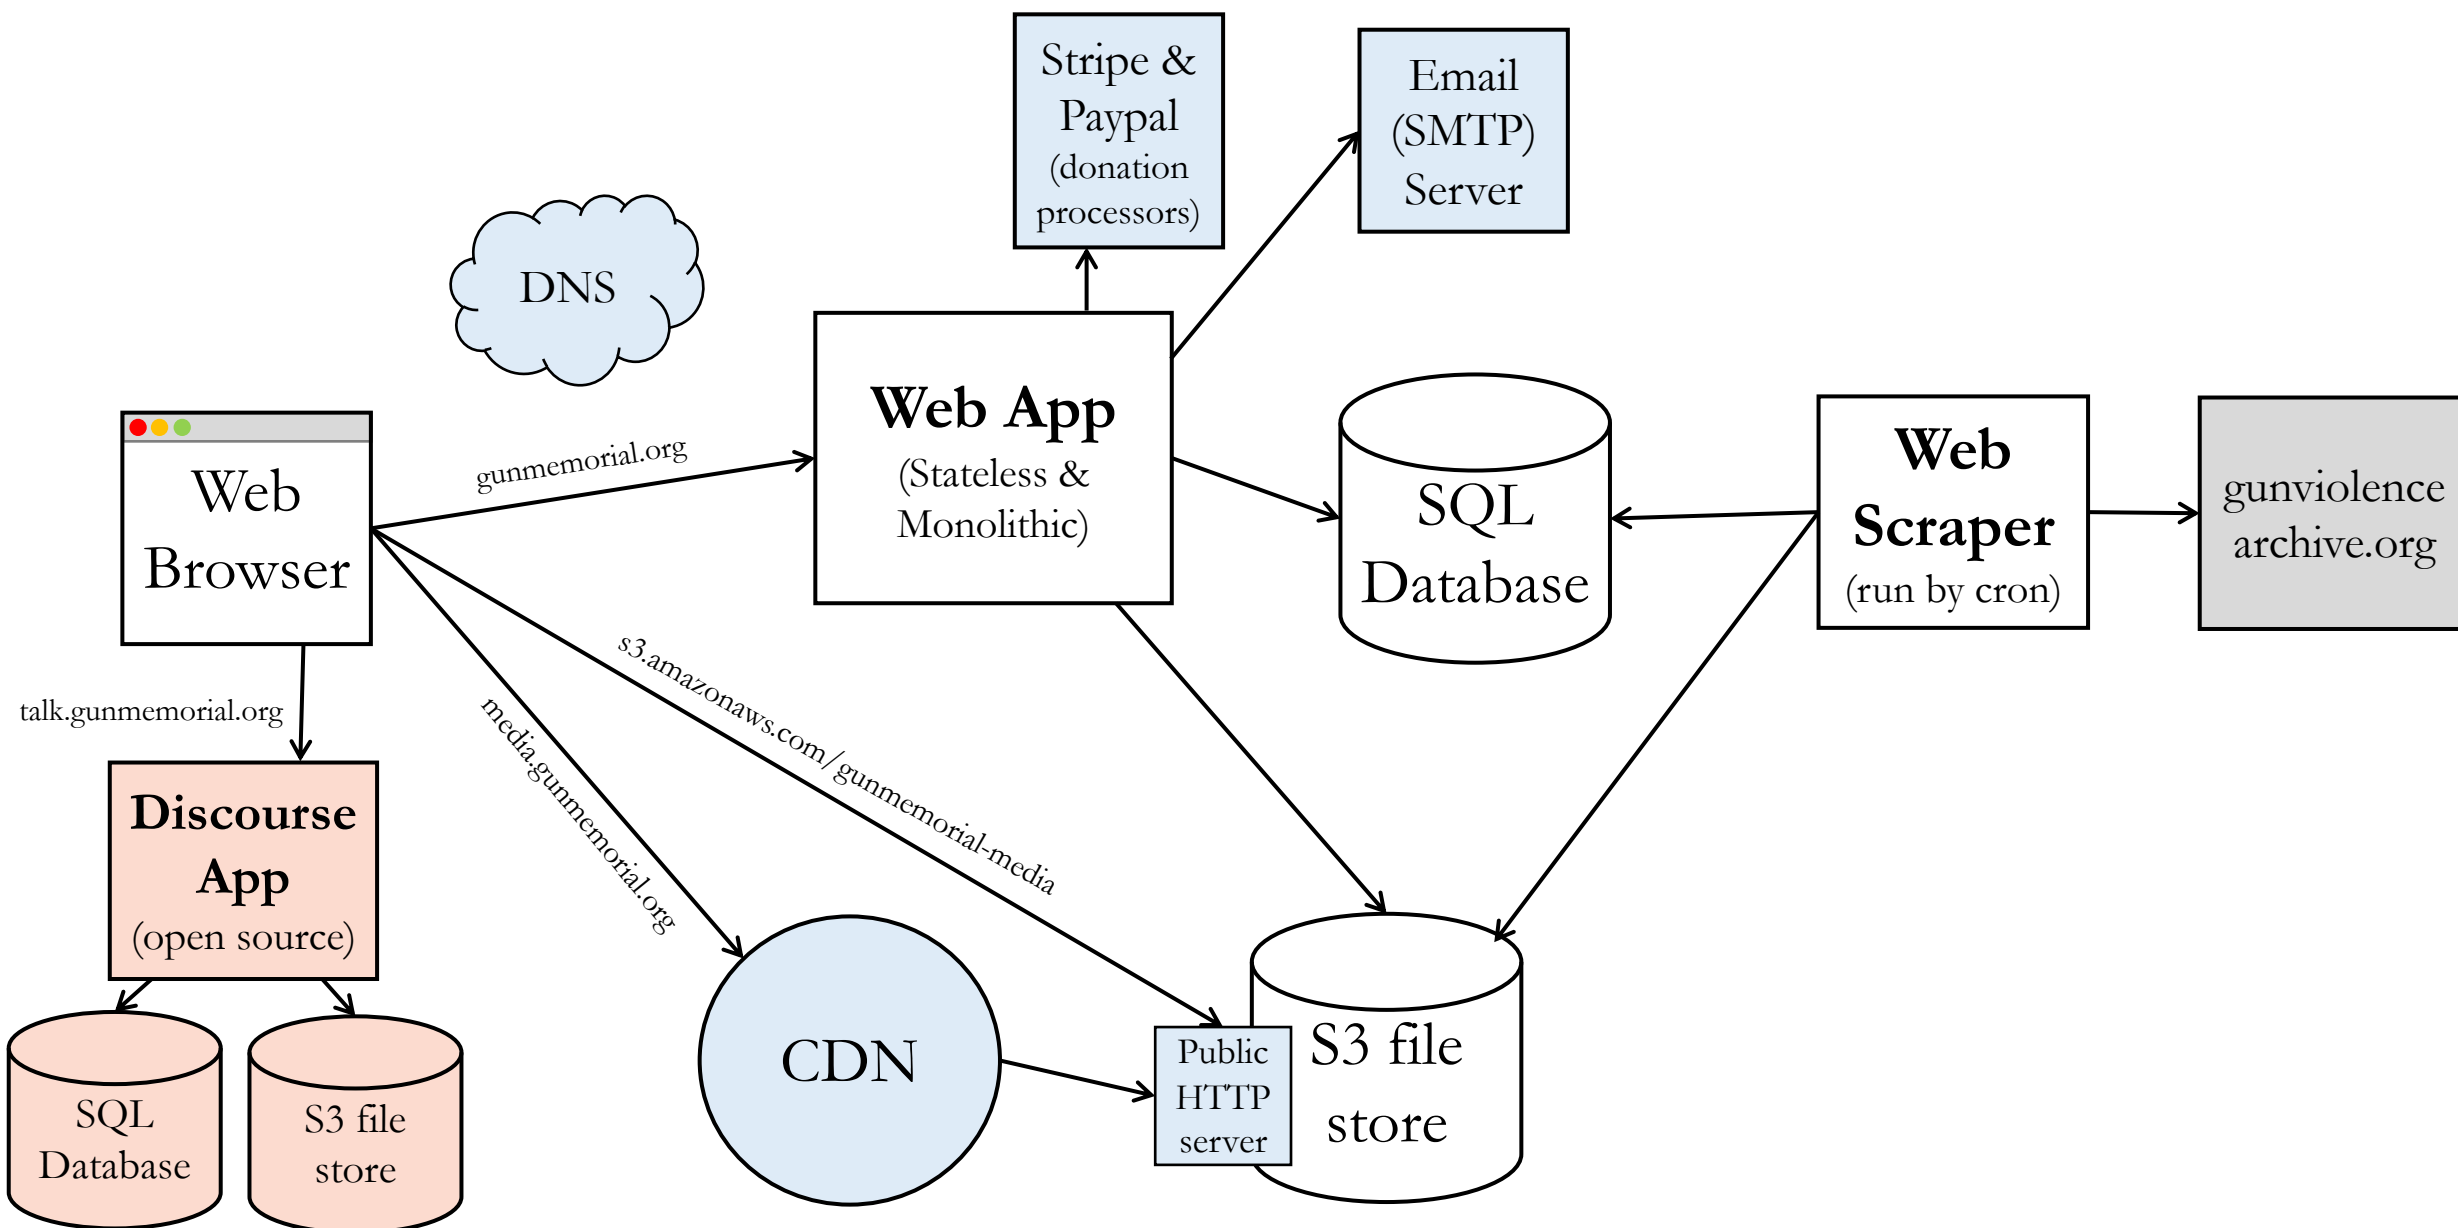 Stripe &
Paypal
(donation
processors)
Email
(SMTP)
Server
DNS
Web
Browser
gunmemorial.org
Web App
(Stateless &
Monolithic)
SQL
Database
Web
Scraper
(run by cron)
gunviolence
archive.org
talk.gunmemorial.org
media.gunmemorial.org
s3.amazonaws.com/gunmemorial-media
Discourse
App
(open source)
SQL
Database
S3 file
store
CDN
Public
HTTP
server
S3 file
store